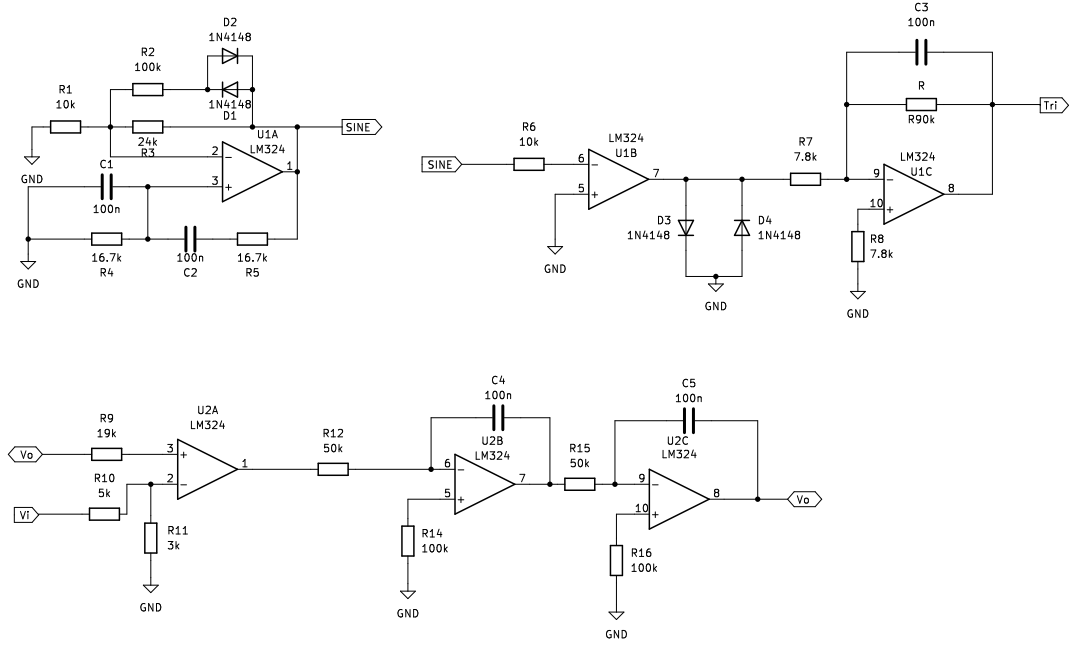 D2
1N4148
R2
100k
1N4148
D1
R1
10k
24k
R3
U1A
LM324
SINE
2
−
3
+
1
GND
C1
100n
16.7k
R4
100n
C2
16.7k
R5
GND
C3
100n
R
R90k
Tri
SINE
R6
10k
LM324
U1B
6
−
5
+
7
GND
D3
1N4148
D4
1N4148
GND
R7
7.8k
LM324
U1C
9
−
10
+
8
R8
7.8k
GND
Vo
R9
19k
R10
5k
Vi
U2A
LM324
3
+
2
−
1
R11
3k
GND
R12
50k
C4
100n
U2B
LM324
6
−
5
+
7
R14
100k
GND
R15
50k
C5
100n
U2C
LM324
9
−
10
+
8
R16
100k
GND
Vo